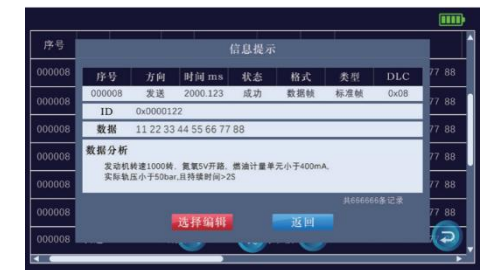 序号
信息提示
000008 77 88
序号 方向 时间 ms 状态 格式 类型 DLC
000008 发送 2000.123 成功 数据帧 标准帧 0x08
000008 77 88
ID 0x0000122
000008 数据 11 22 33 44 55 66 77 88 77 88
数据分析
000008 77 88
发动机转速1000转、氮氧5V开路、燃油计量单元小于400mA,
实际轨压小于50bar,且持续时间>2S
000008 77 88
共666666条记录
000008 77 88
选择编辑 返回
000008